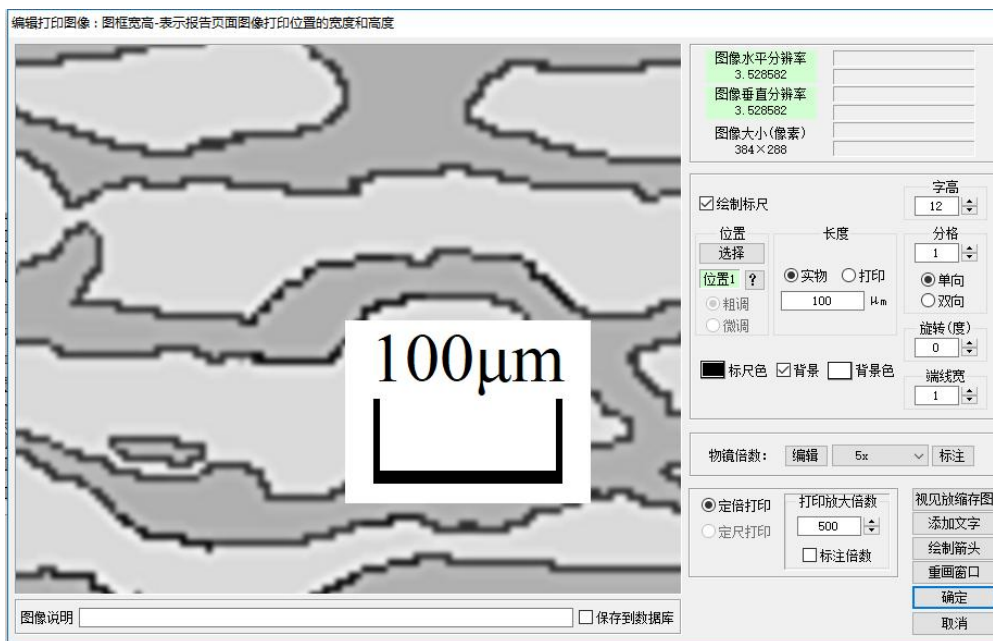 编辑打印图像：图框宽高-表示报告页面图像打印位置的宽度和高度
100μm
图像说明
保存到数据库
图像水平分辨率
3.528582
图像垂直分辨率
3.528582
图像大小(像素)
384×288
绘制标尺
字高
12
位置
选择
位置1 ?
粗调
微调
长度
实物 打印
100 μm
分格
1
单向
双向
旋转(度)
0
标尺色 背景 背景色
端线宽
1
物镜倍数： 编辑 5x 标注
定倍打印
定尺打印
打印放大倍数
500
标注倍数
视见放缩存图
添加文字
绘制箭头
重画窗口
确定
取消